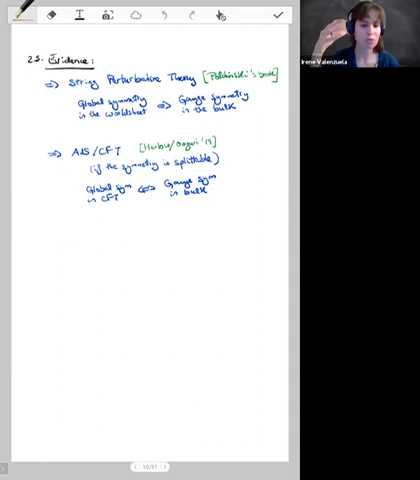 2.5. Evidence:
⇒ String Perturbative Theory [Polchinski's book]
Global symmetry ⇒ Gauge symmetry
in the worldsheet in the bulk
⇒ AdS/CFT [Harlow/Ooguri '19]
(if the symmetry is splittable)
Global sym ⇔ Gauge sym
in CFT in bulk
10/51
Irene Valenzuela